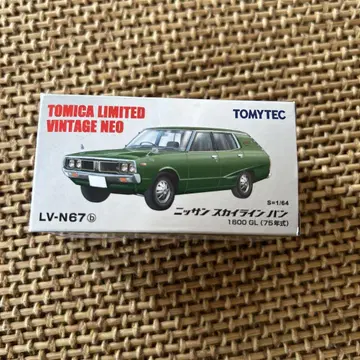 TOMICA LIMITED
VINTAGE NEO
TOMYTEC
S=1/64
LV-N67ⓑ
ニッサン スカイライン バン
1600 GL (75年式)